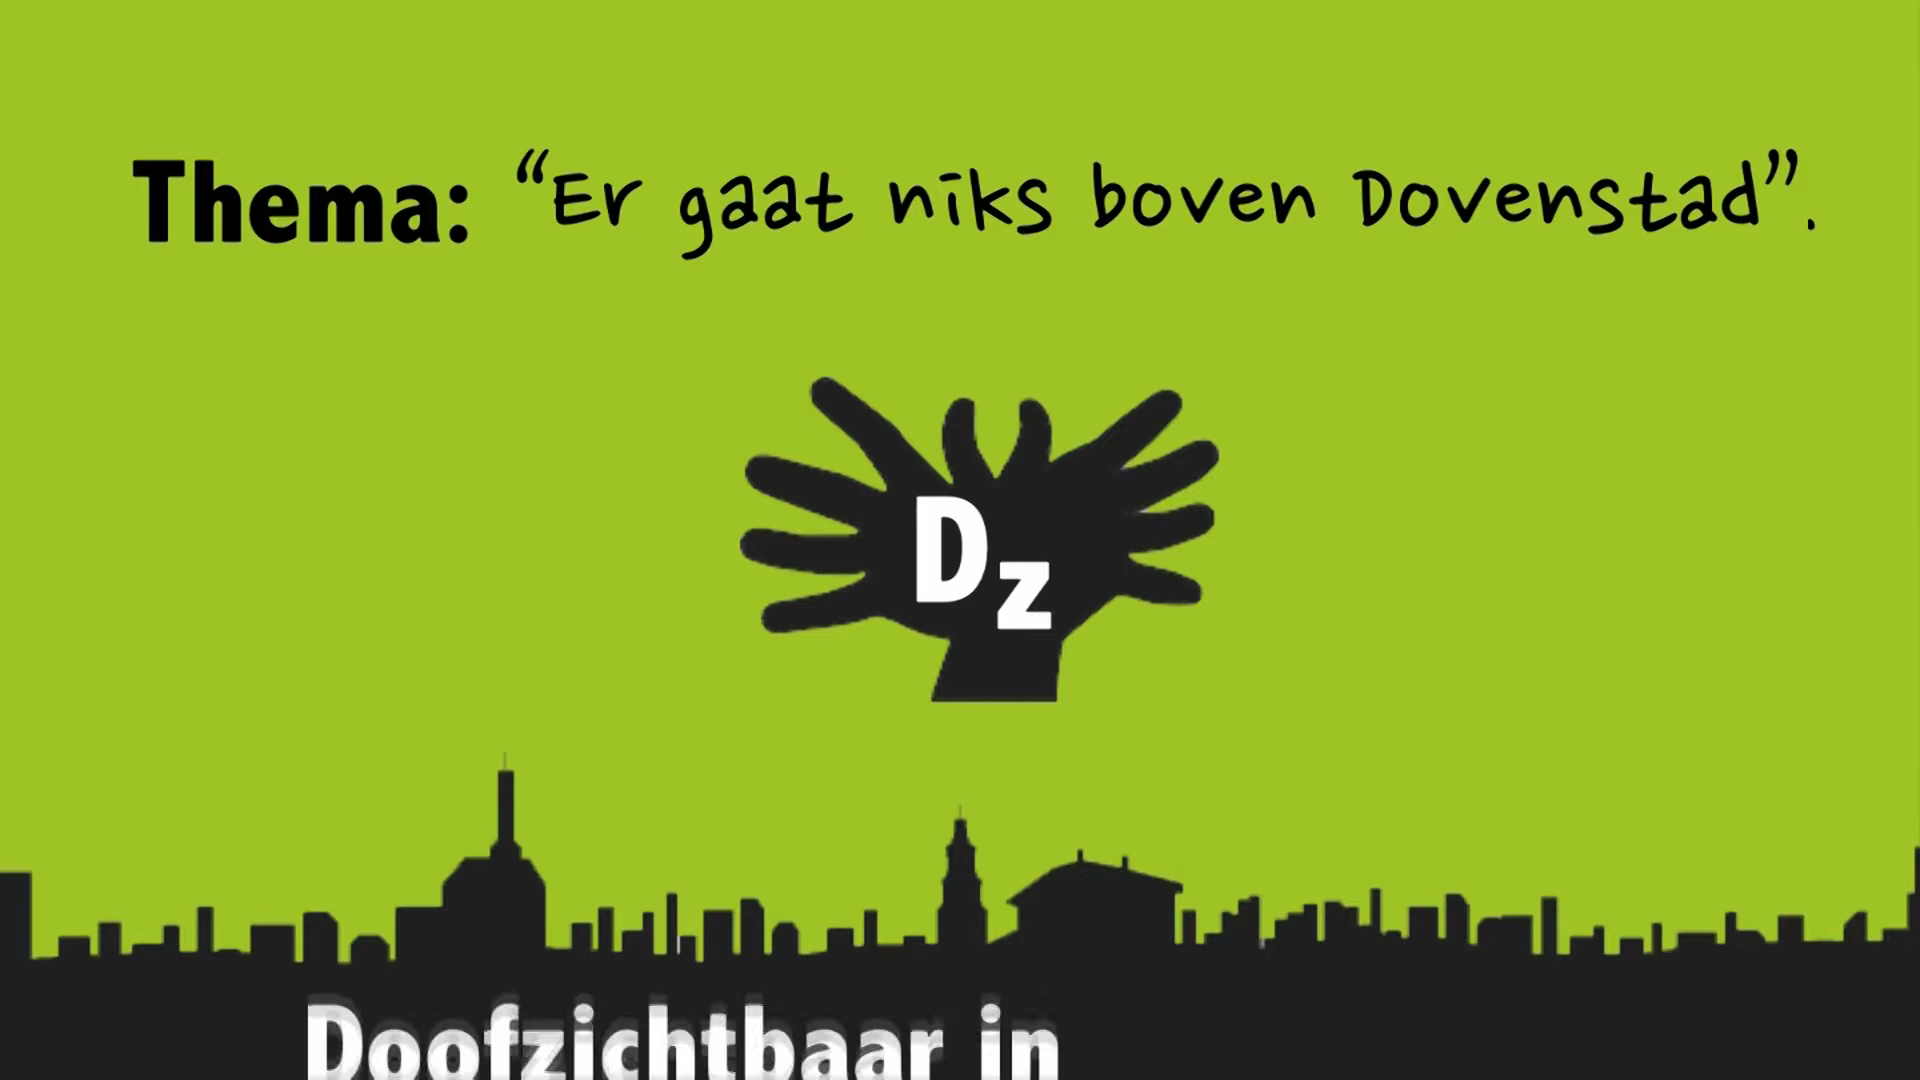 Thema: “Er gaat niks boven Dovenstad”.
Dz
Doofzichtbaar in